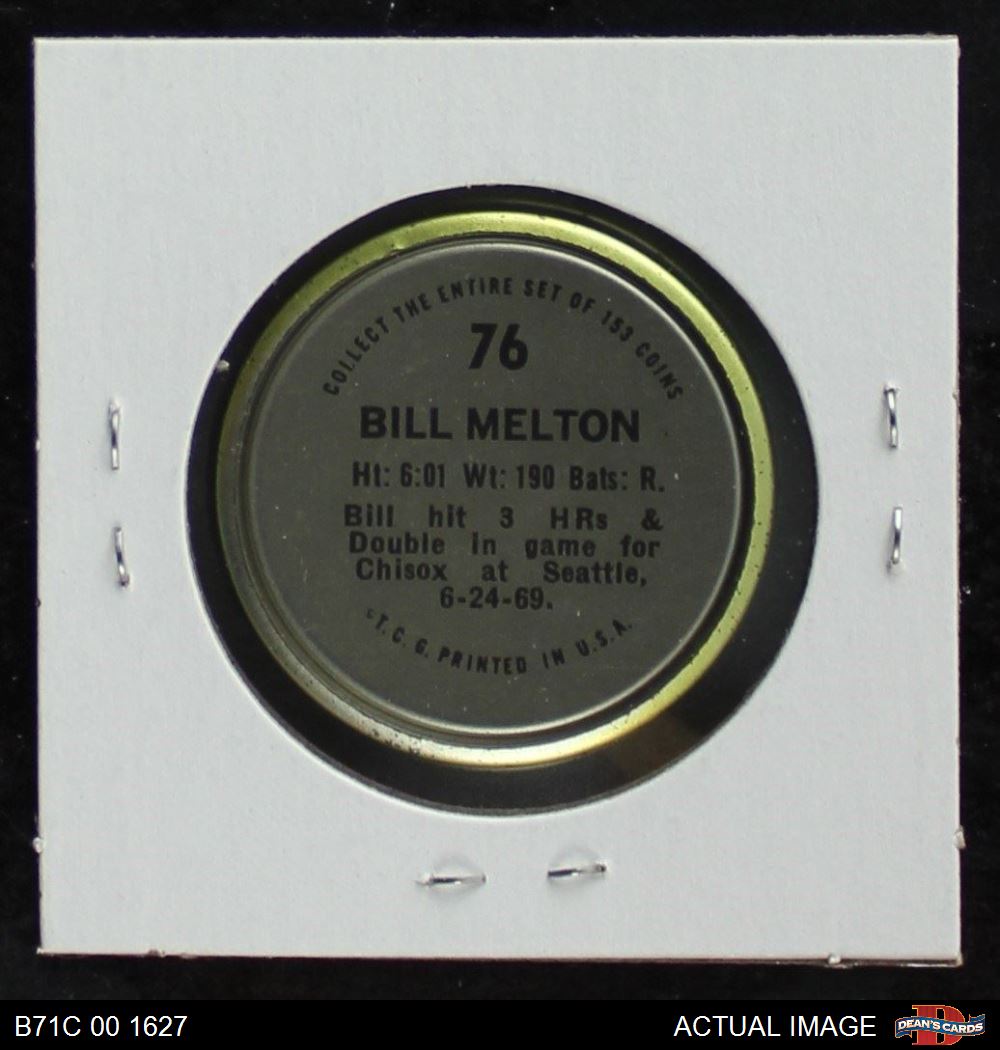 COLLECT THE ENTIRE SET OF 153 COINS
76
BILL MELTON
Ht: 6:01 Wt: 190 Bats: R.
Bill hit 3 HRs &
Double in game for
Chisox at Seattle,
6-24-69.
©T. C. G. PRINTED IN U.S.A.
B71C 00 1627
ACTUAL IMAGE
D
DEAN'S CARDS